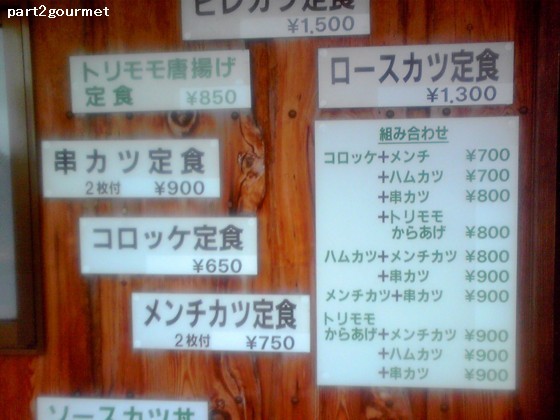 part2gourmet
ヒレカツ定食
¥1,500
トリモモ唐揚げ
定食 ¥850
ロースカツ定食
¥1,300
串カツ定食
2枚付 ¥900
コロッケ定食
¥650
メンチカツ定食
2枚付 ¥750
ソースカツ丼
組み合わせ
コロッケ+メンチ ¥700
+ハムカツ ¥700
+串カツ ¥800
+トリモモ
からあげ ¥800
ハムカツ+メンチカツ ¥800
+串カツ ¥900
メンチカツ+串カツ ¥900
トリモモ
からあげ+メンチカツ ¥900
+ハムカツ ¥900
+串カツ ¥900